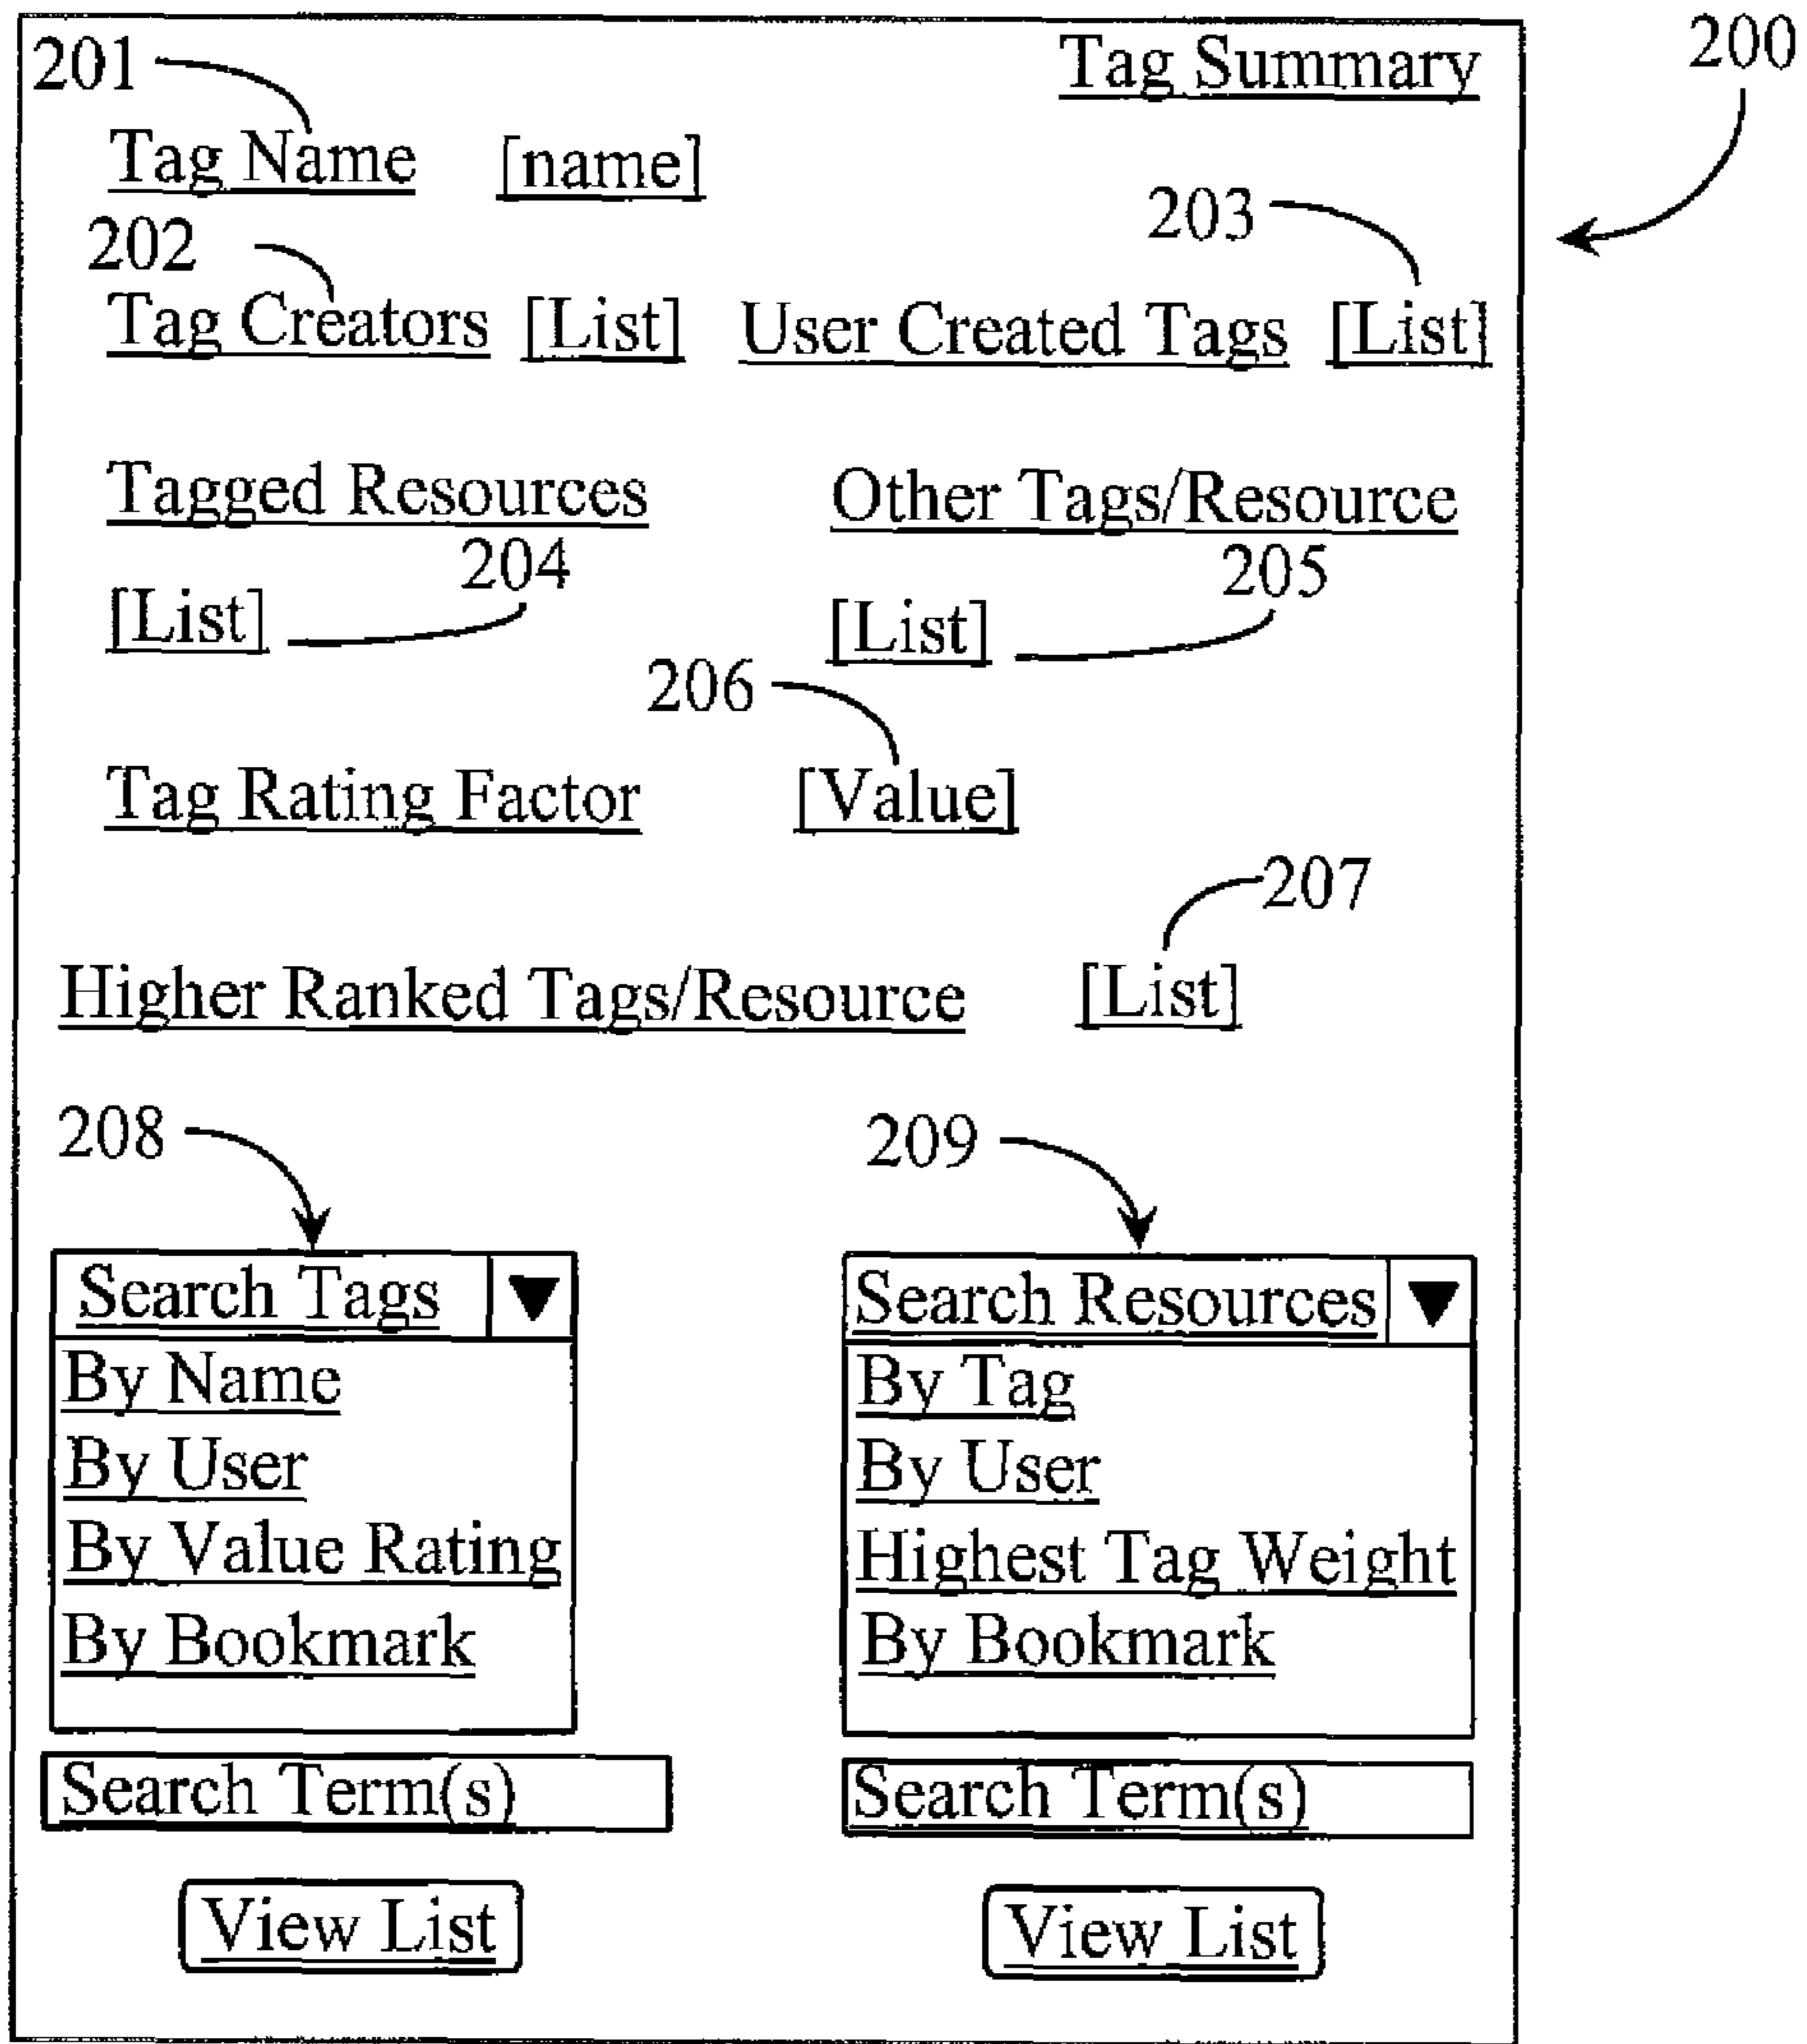 201 Tag Summary 200
Tag Name [name]
202 203
Tag Creators [List] User Created Tags [List]
Tagged Resources Other Tags/Resource
204 205
[List] [List]
206
Tag Rating Factor [Value]
207
Higher Ranked Tags/Resource [List]
208 209
Search Tags ▼ Search Resources ▼
By Name By Tag
By User By User
By Value Rating Highest Tag Weight
By Bookmark By Bookmark
Search Term(s) Search Term(s)
View List View List